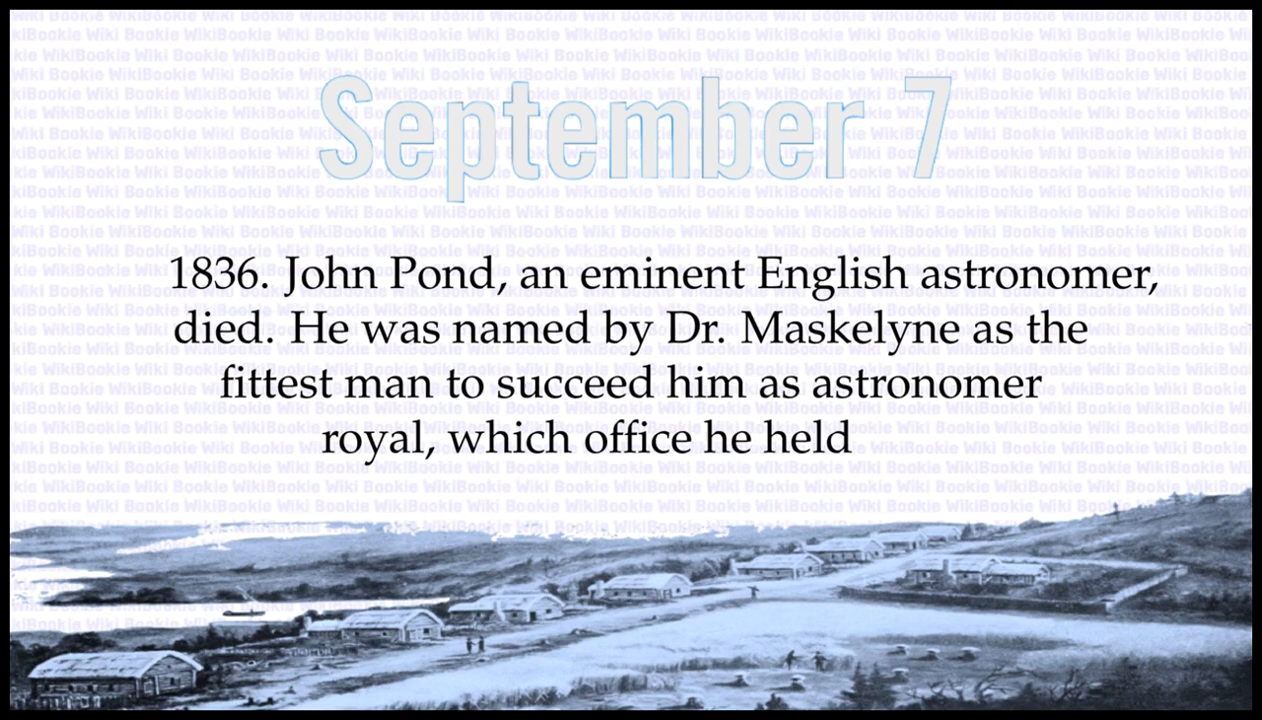 September 7
1836. John Pond, an eminent English astronomer,
died. He was named by Dr. Maskelyne as the
fittest man to succeed him as astronomer
royal, which office he held